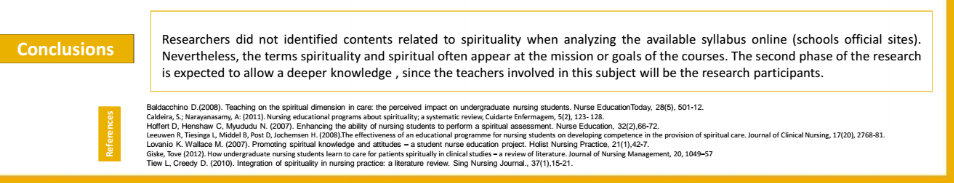 Conclusions
Researchers did not identified contents related to spirituality when analyzing the available syllabus online (schools official sites).
Nevertheless, the terms spirituality and spiritual often appear at the mission or goals of the courses. The second phase of the research
is expected to allow a deeper knowledge , since the teachers involved in this subject will be the research participants.
References
Baldacchino D.(2008). Teaching on the spiritual dimension in care: the perceived impact on undergraduate nursing students. Nurse EducationToday, 28(5), 501-12.
Caldeira, S.; Narayanasamy, A: (2011). Nursing educational programs about spirituality; a systematic review, Cuidarte Enfermagem, 5(2), 123- 128.
Hoffert D, Henshaw C, Myududu N. (2007). Enhancing the ability of nursing students to perform a spiritual assessment. Nurse Education, 32(2),66-72.
Leeuwen R, Tiesinga L, Middel B, Post D, Jochemsen H. (2008).The effectiveness of an educational programme for nursing students on developing competence in the provision of spiritual care. Journal of Clinical Nursing, 17(20), 2768-81.
Lovanio K. Wallace M. (2007). Promoting spiritual knowledge and attitudes – a student nurse education project. Holist Nursing Practice, 21(1),42-7.
Giske, Tove (2012). How undergraduate nursing students learn to care for patients spiritually in clinical studies – a review of literature. Journal of Nursing Management, 20, 1049–57
Tiew L, Creedy D. (2010). Integration of spirituality in nursing practice: a literature review. Sing Nursing Journal., 37(1),15-21.